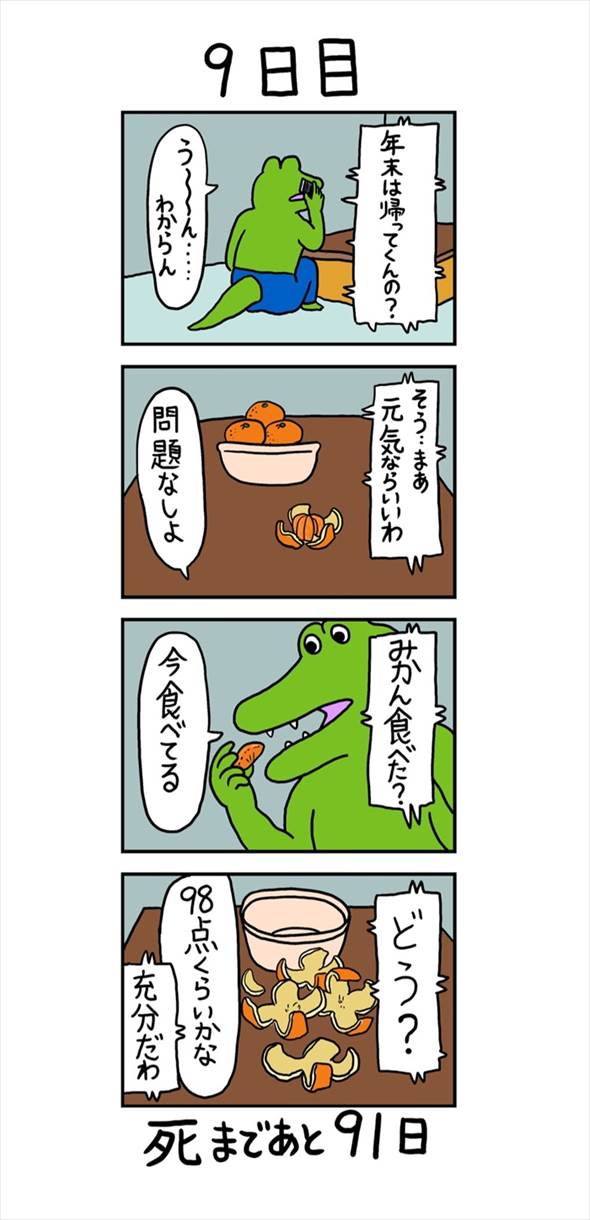 9日目
年末は帰ってくんの?
う〜〜ん……
わからん
そう‥まあ
元気ならいいわ
問題なしよ
みかん食べた?
今食べてる
どう?
98点くらいかな
充分だわ
死まであと91日